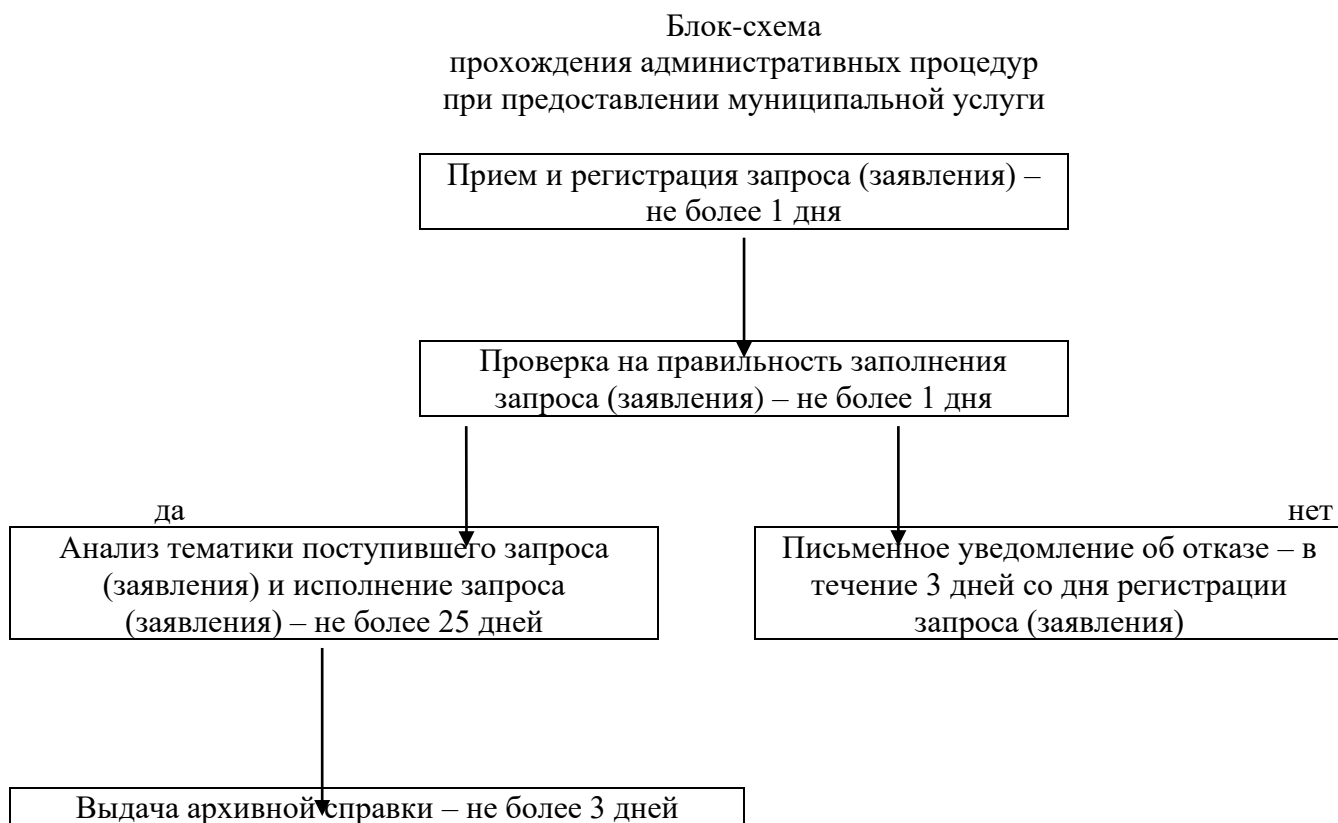 Блок-схема
прохождения административных процедур
при предоставлении муниципальной услуги
Прием и регистрация запроса (заявления) –
не более 1 дня
Проверка на правильность заполнения
запроса (заявления) – не более 1 дня
да
нет
Анализ тематики поступившего запроса
(заявления) и исполнение запроса
(заявления) – не более 25 дней
Письменное уведомление об отказе – в
течение 3 дней со дня регистрации
запроса (заявления)
Выдача архивной справки – не более 3 дней